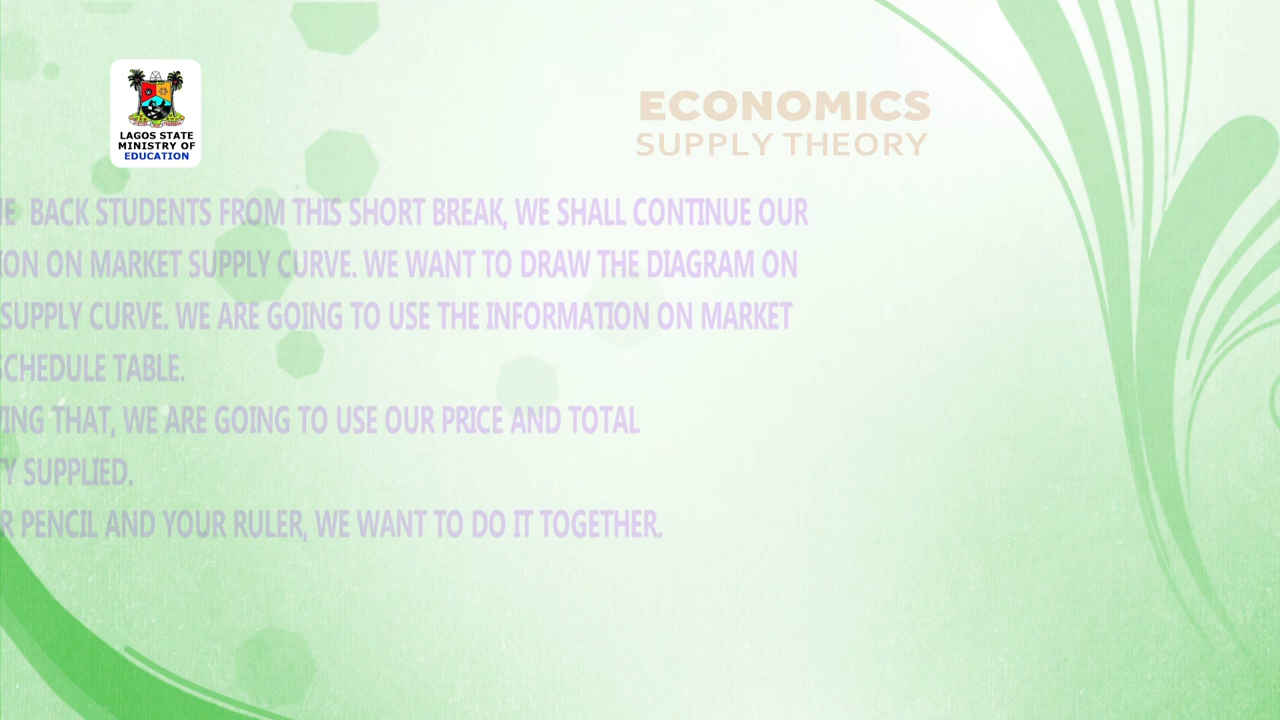 LAGOS STATE
MINISTRY OF
EDUCATION
ECONOMICS
SUPPLY THEORY
BACK STUDENTS FROM THIS SHORT BREAK, WE SHALL CONTINUE OUR
ON MARKET SUPPLY CURVE. WE WANT TO DRAW THE DIAGRAM ON
SUPPLY CURVE. WE ARE GOING TO USE THE INFORMATION ON MARKET
SCHEDULE TABLE.
THAT, WE ARE GOING TO USE OUR PRICE AND TOTAL
SUPPLIED.
PENCIL AND YOUR RULER, WE WANT TO DO IT TOGETHER.